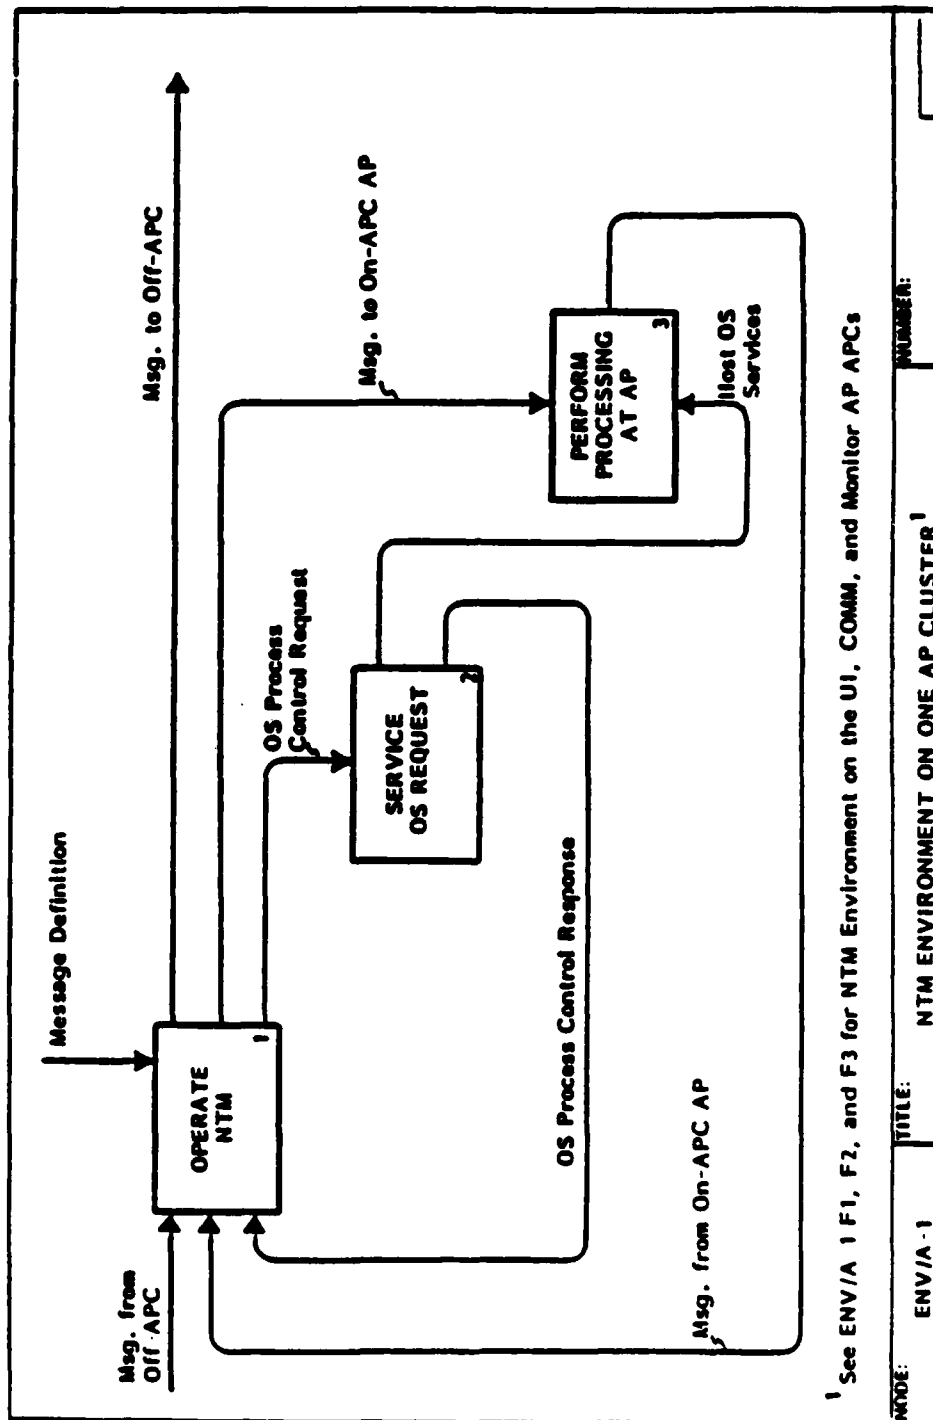 Message Definition
Msg. to Off-APC
Msg. from
Off-APC
OPERATE
NTM
1
Msg. to On-APC AP
OS Process
Control Request
SERVICE
OS REQUEST
2
PERFORM
PROCESSING
AT AP
3
Host OS
Services
OS Process Control Response
Msg. from On-APC AP
1 See ENV/A 1 F1, F2, and F3 for NTM Environment on the UI, COMM, and Monitor AP APCs
NODE:
ENV/A-1
TITLE:
NTM ENVIRONMENT ON ONE AP CLUSTER 1
NUMBER: